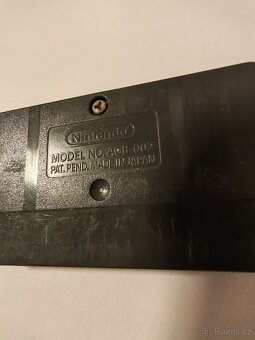 Nintendo
MODEL NO. AGB-002
PAT. PEND. MADE IN JAPAN
Bazos.cz